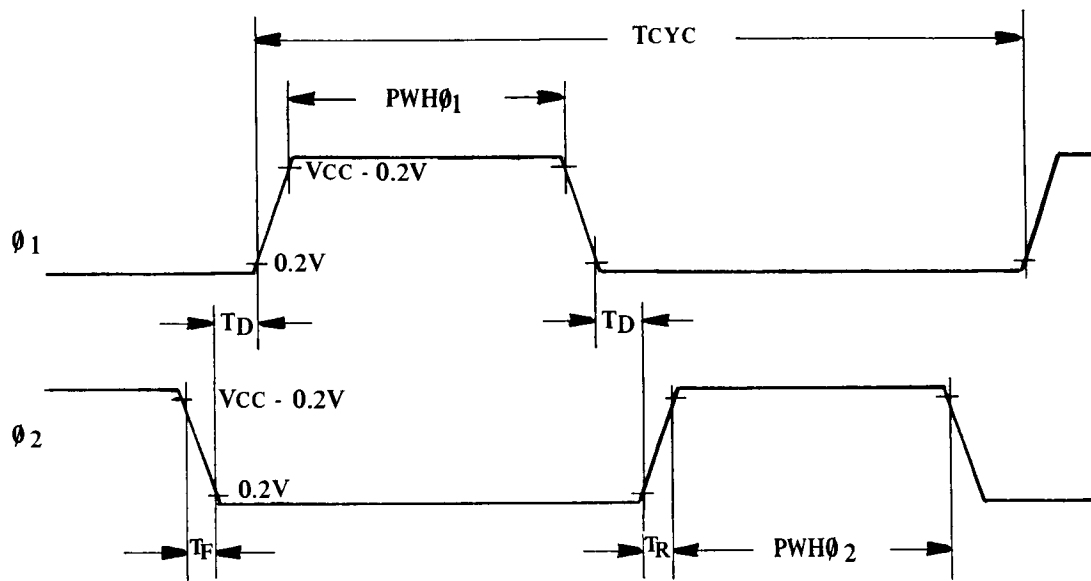 TCYC
PWHØ1
VCC - 0.2V
Ø1
0.2V
TD
TD
VCC - 0.2V
Ø2
0.2V
TF
TR
PWHØ2